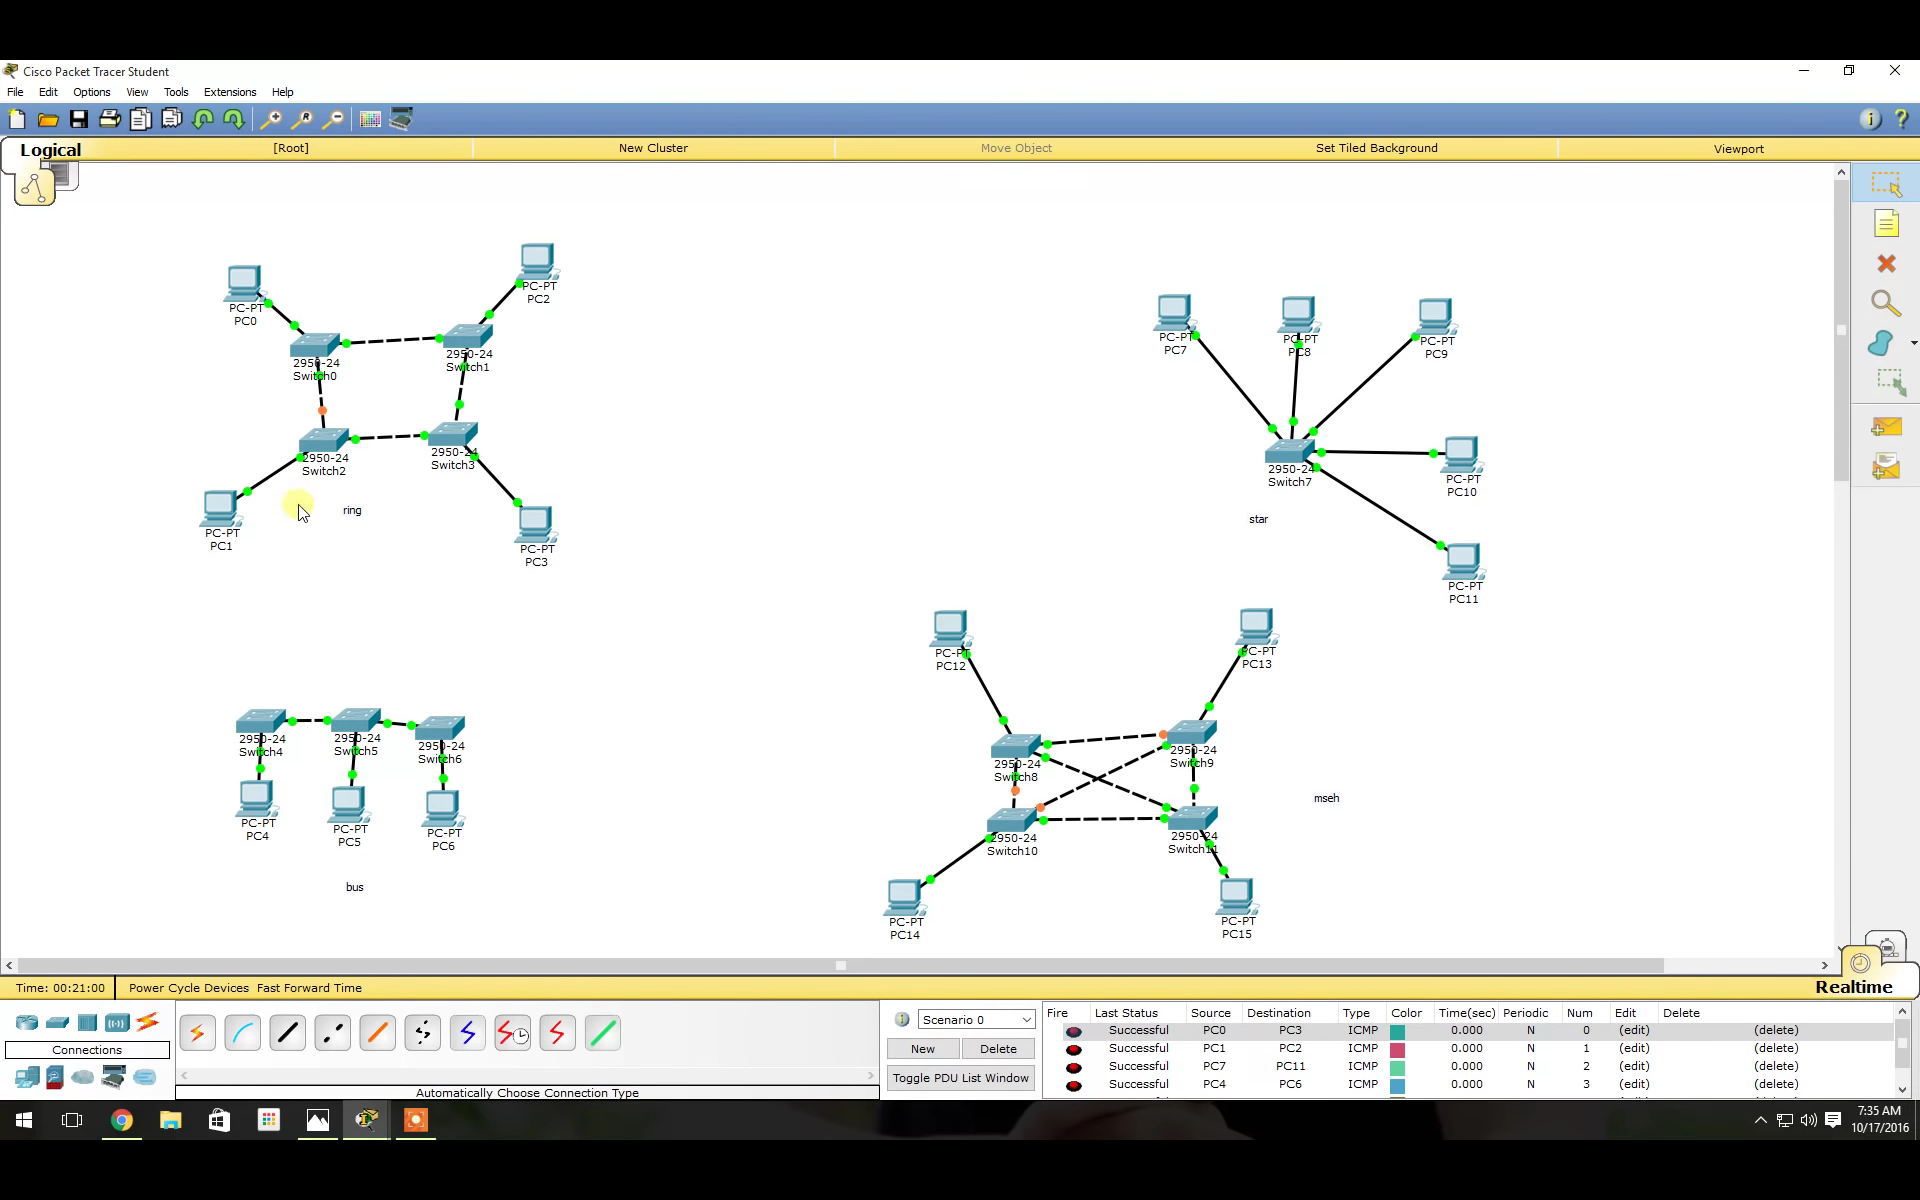 Cisco Packet Tracer Student
File Edit Options View Tools Extensions Help
Logical [Root] New Cluster Move Object Set Tiled Background Viewport
PC-PT
PC0
PC-PT
PC2
2950-24
Switch0
2950-24
Switch1
2950-24
Switch2
2950-24
Switch3
PC-PT
PC1
ring
PC-PT
PC3
PC-PT
PC7
PC-PT
PC8
PC-PT
PC9
2950-24
Switch7
PC-PT
PC10
star
PC-PT
PC11
2950-24
Switch4
2950-24
Switch5
2950-24
Switch6
PC-PT
PC4
PC-PT
PC5
PC-PT
PC6
bus
PC-PT
PC12
PC-PT
PC13
2950-24
Switch8
2950-24
Switch9
mseh
2950-24
Switch10
2950-24
Switch11
PC-PT
PC14
PC-PT
PC15
Time: 00:21:00 Power Cycle Devices Fast Forward Time Realtime
Connections
Automatically Choose Connection Type
Scenario 0
New Delete
Toggle PDU List Window
Fire Last Status Source Destination Type Color Time(sec) Periodic Num Edit Delete
Successful PC0 PC3 ICMP 0.000 N 0 (edit) (delete)
Successful PC1 PC2 ICMP 0.000 N 1 (edit) (delete)
Successful PC7 PC11 ICMP 0.000 N 2 (edit) (delete)
Successful PC4 PC6 ICMP 0.000 N 3 (edit) (delete)
7:35 AM
10/17/2016